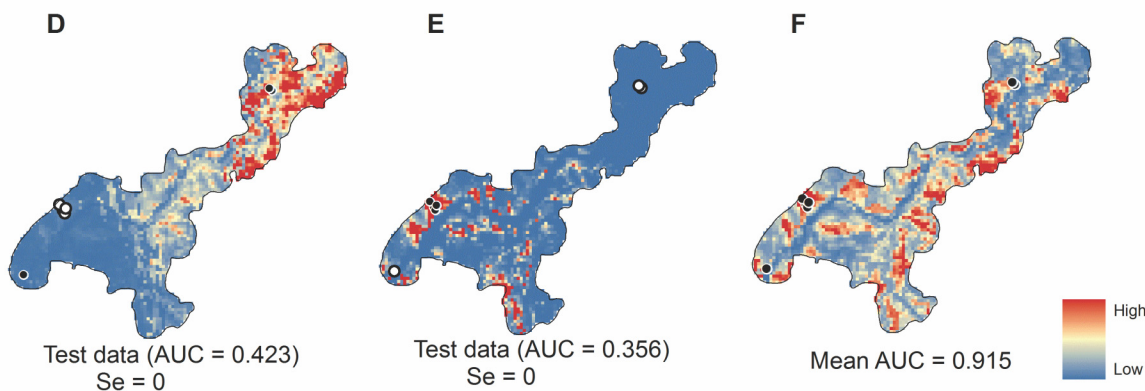 D
E
F
Test data (AUC = 0.423)
Se = 0
Test data (AUC = 0.356)
Se = 0
Mean AUC = 0.915
High
Low